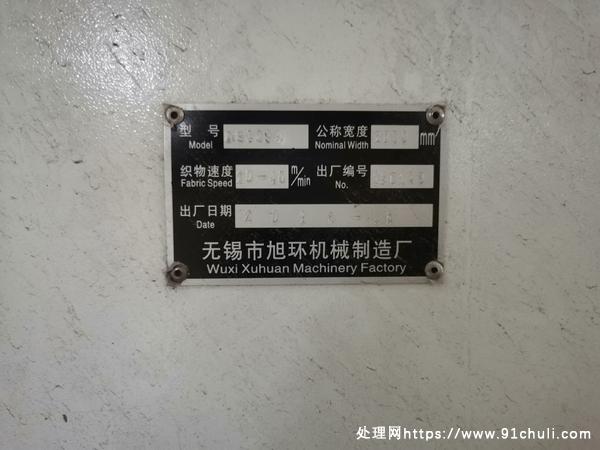 型 号 公称宽度 mm
Model Nominal Width
织物速度 m/min 出厂编号
Fabric Speed No.
出厂日期
Date
无锡市旭环机械制造厂
Wuxi Xuhuan Machinery Factory
处理网https://www.91chuli.com/